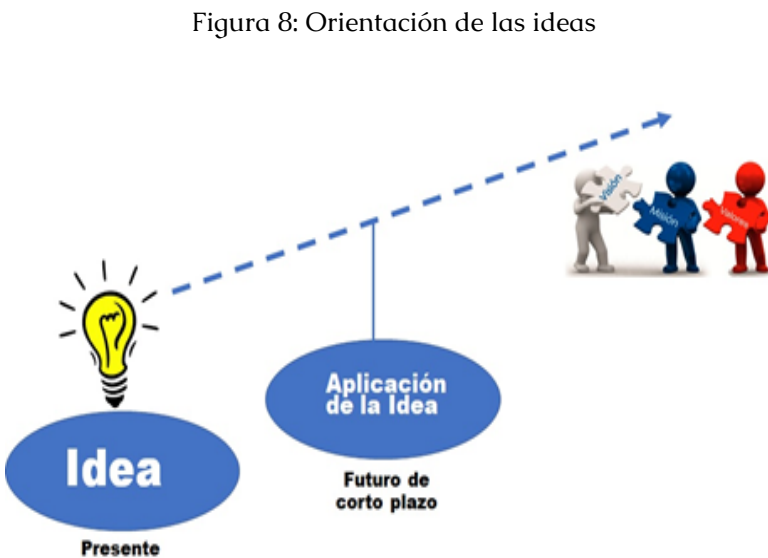 Figura 8: Orientación de las ideas
Visión
Misión
Valores
Aplicación
de la Idea
Idea
Futuro de
corto plazo
Presente